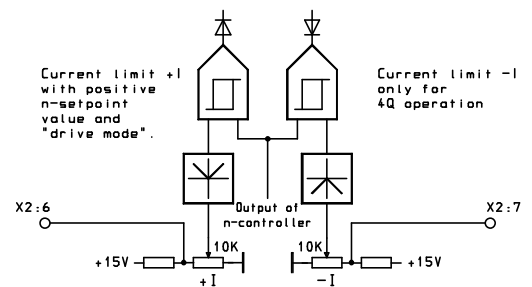 Current limit +I
with positive
n-setpoint
value and
"drive mode".
Current limit -I
only for
4Q operation
Output of
n-controller
X2:6
X2:7
10K
10K
+15V
+I
-I
+15V